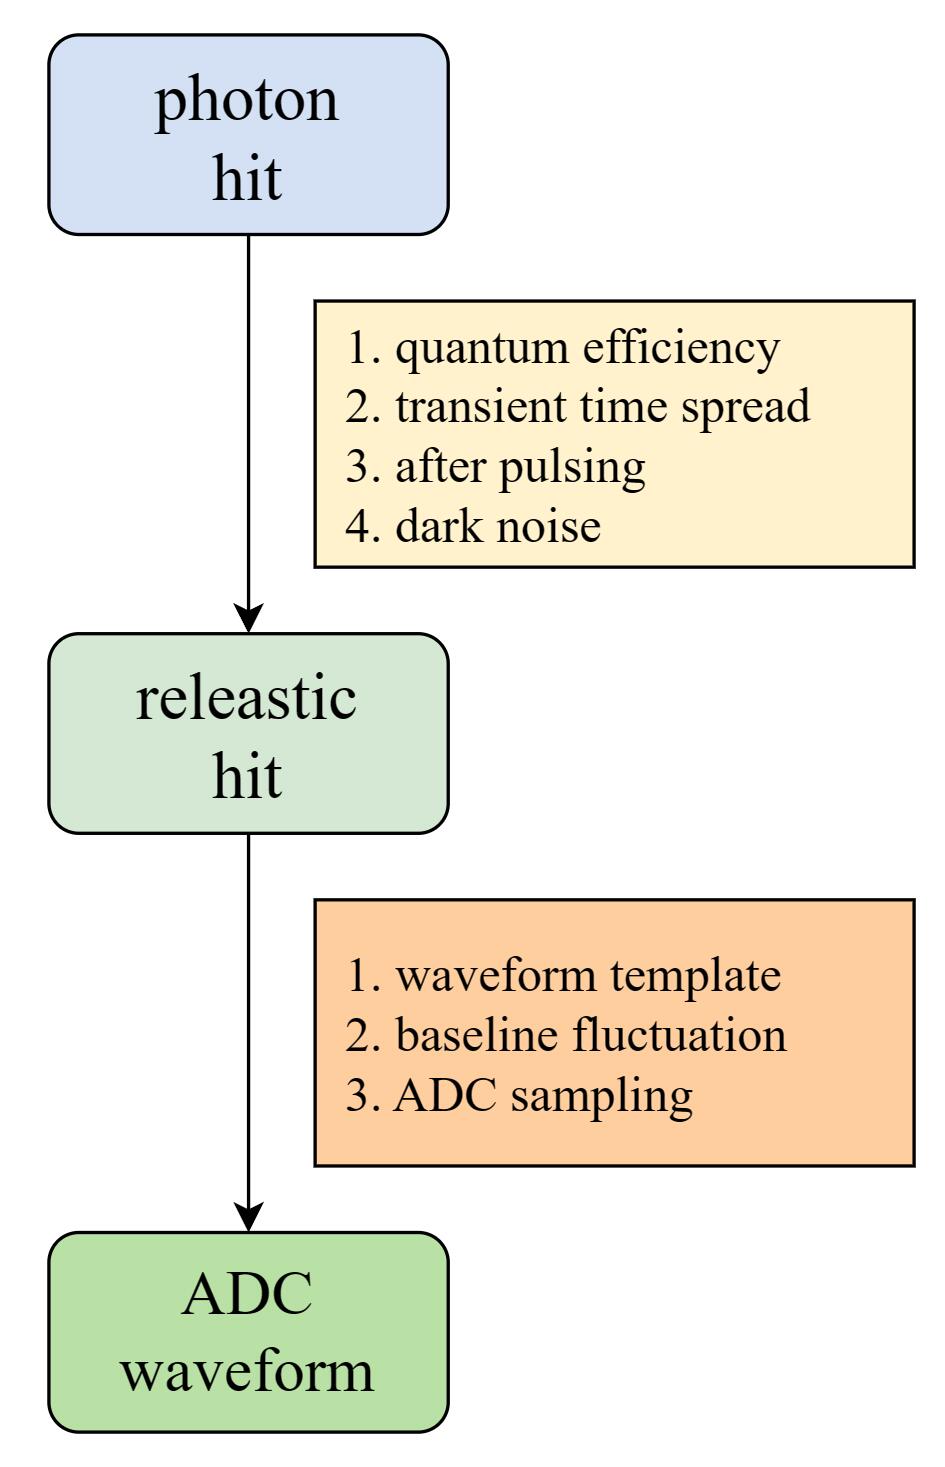 photon
hit
1. quantum efficiency
2. transient time spread
3. after pulsing
4. dark noise
releastic
hit
1. waveform template
2. baseline fluctuation
3. ADC sampling
ADC
waveform